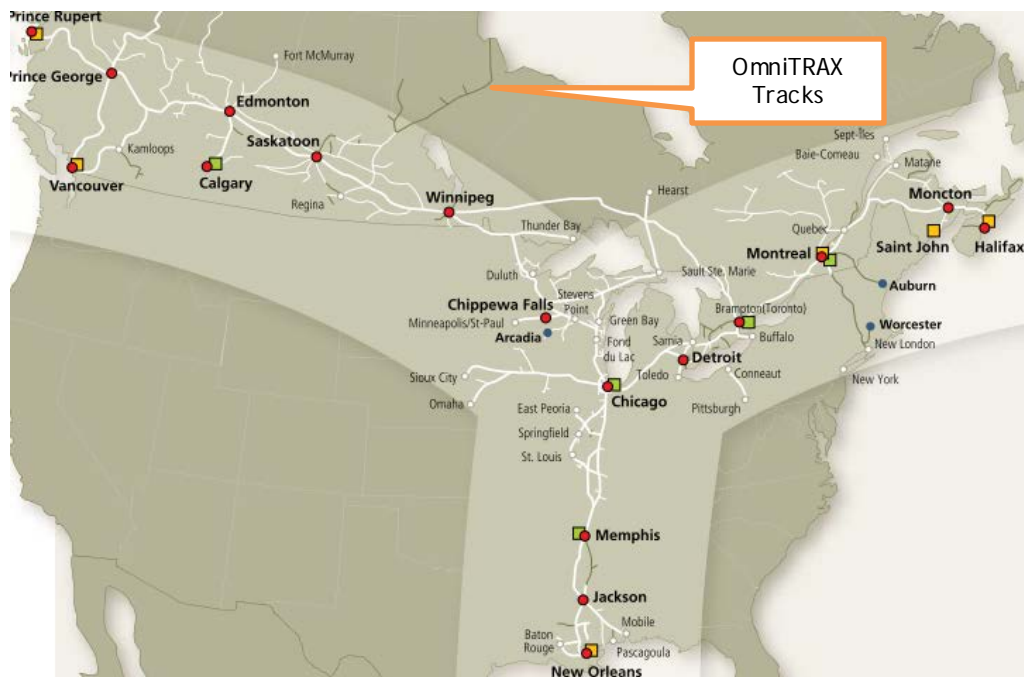 Prince Rupert
Fort McMurray
OmniTRAX
Tracks
Prince George
Edmonton
Sept-Îles
Saskatoon
Baie-Comeau
Kamloops
Matane
Vancouver
Calgary
Hearst
Moncton
Regina
Winnipeg
Thunder Bay
Quebec
Montreal
Saint John
Halifax
Duluth
Sault Ste. Marie
Auburn
Stevens
Point
Chippewa Falls
Brampton(Toronto)
Minneapolis/St-Paul
Green Bay
Worcester
Arcadia
Fond
du Lac
Sarnia
Buffalo
New London
Detroit
Sioux City
Toledo
Conneaut
New York
Omaha
Chicago
Pittsburgh
East Peoria
Springfield
St. Louis
Memphis
Jackson
Mobile
Baton
Rouge
Pascagoula
New Orleans